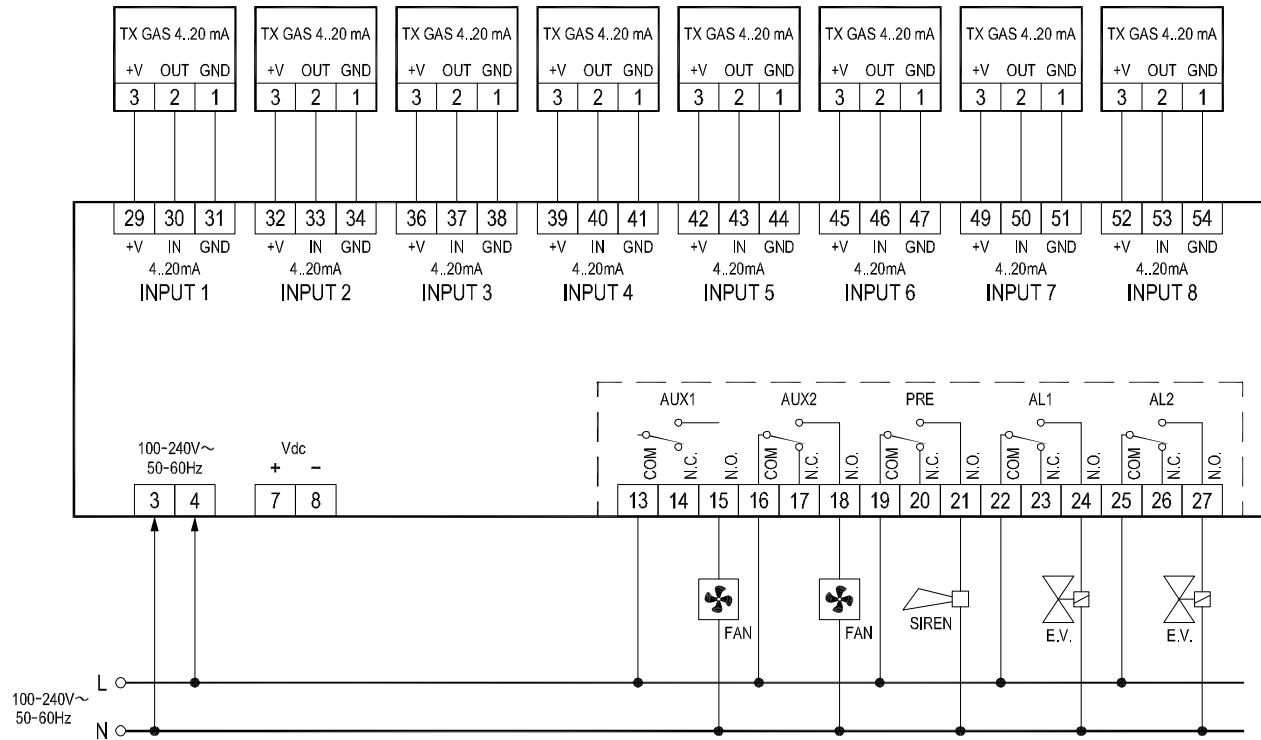 TX GAS 4..20 mA TX GAS 4..20 mA TX GAS 4..20 mA TX GAS 4..20 mA TX GAS 4..20 mA TX GAS 4..20 mA TX GAS 4..20 mA TX GAS 4..20 mA
+V OUT GND +V OUT GND +V OUT GND +V OUT GND +V OUT GND +V OUT GND +V OUT GND +V OUT GND
3 2 1 3 2 1 3 2 1 3 2 1 3 2 1 3 2 1 3 2 1 3 2 1
29 30 31 32 33 34 36 37 38 39 40 41 42 43 44 45 46 47 49 50 51 52 53 54
+V IN GND +V IN GND +V IN GND +V IN GND +V IN GND +V IN GND +V IN GND +V IN GND
4..20mA 4..20mA 4..20mA 4..20mA 4..20mA 4..20mA 4..20mA 4..20mA
INPUT 1 INPUT 2 INPUT 3 INPUT 4 INPUT 5 INPUT 6 INPUT 7 INPUT 8
AUX1 AUX2 PRE AL1 AL2
100-240V~ Vdc
50-60Hz + −
COM N.C. N.O. COM N.C. N.O. COM N.C. N.O. COM N.C. N.O. COM N.C. N.O.
3 4 7 8 13 14 15 16 17 18 19 20 21 22 23 24 25 26 27
FAN FAN SIREN E.V. E.V.
L
100-240V~
50-60Hz
N